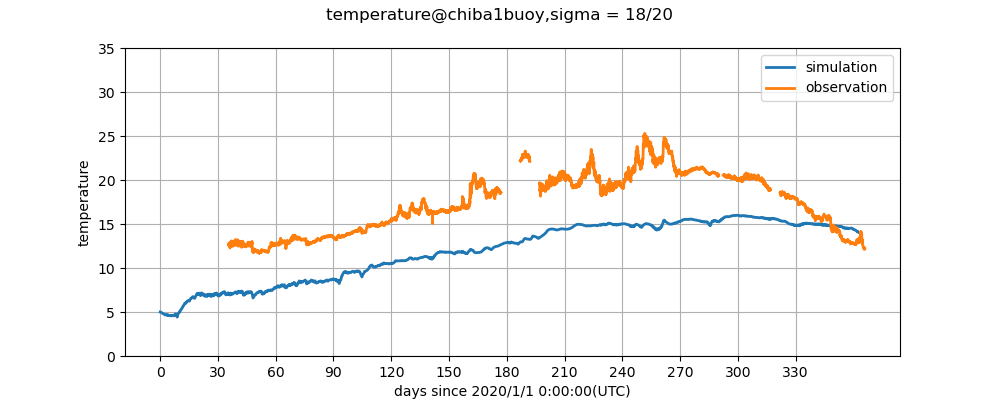 temperature@chiba1buoy,sigma = 18/20
35
30
25
20
15
10
5
0
temperature
simulation
observation
0 30 60 90 120 150 180 210 240 270 300 330
days since 2020/1/1 0:00:00(UTC)